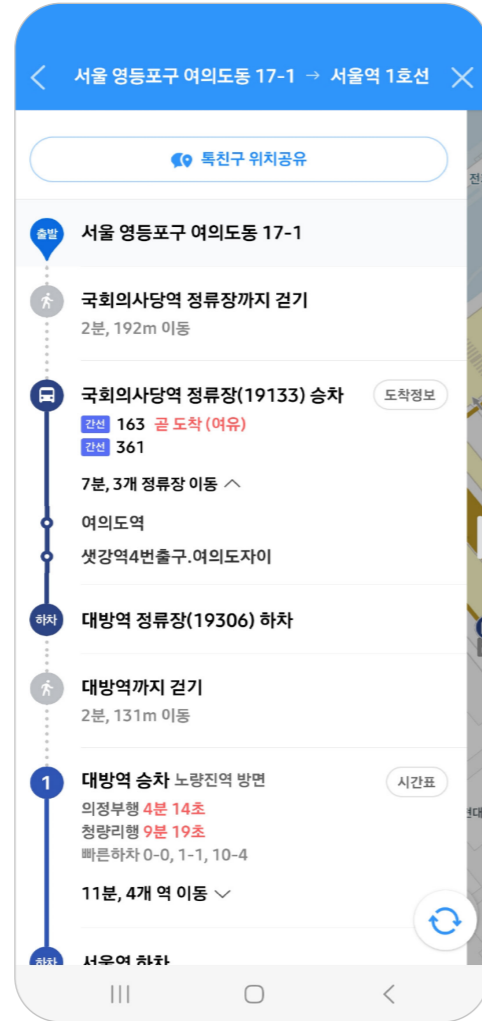 서울 영등포구 여의도동 17-1 → 서울역 1호선
톡친구 위치공유
출발 서울 영등포구 여의도동 17-1
국회의사당역 정류장까지 걷기
2분, 192m 이동
국회의사당역 정류장(19133) 승차 도착정보
간선 163 곧 도착 (여유)
간선 361
7분, 3개 정류장 이동
여의도역
샛강역4번출구.여의도자이
하차 대방역 정류장(19306) 하차
대방역까지 걷기
2분, 131m 이동
1 대방역 승차 노량진역 방면 시간표
의정부행 4분 14초
청량리행 9분 19초
빠른하차 0-0, 1-1, 10-4
11분, 4개 역 이동
하차 서울역 하차